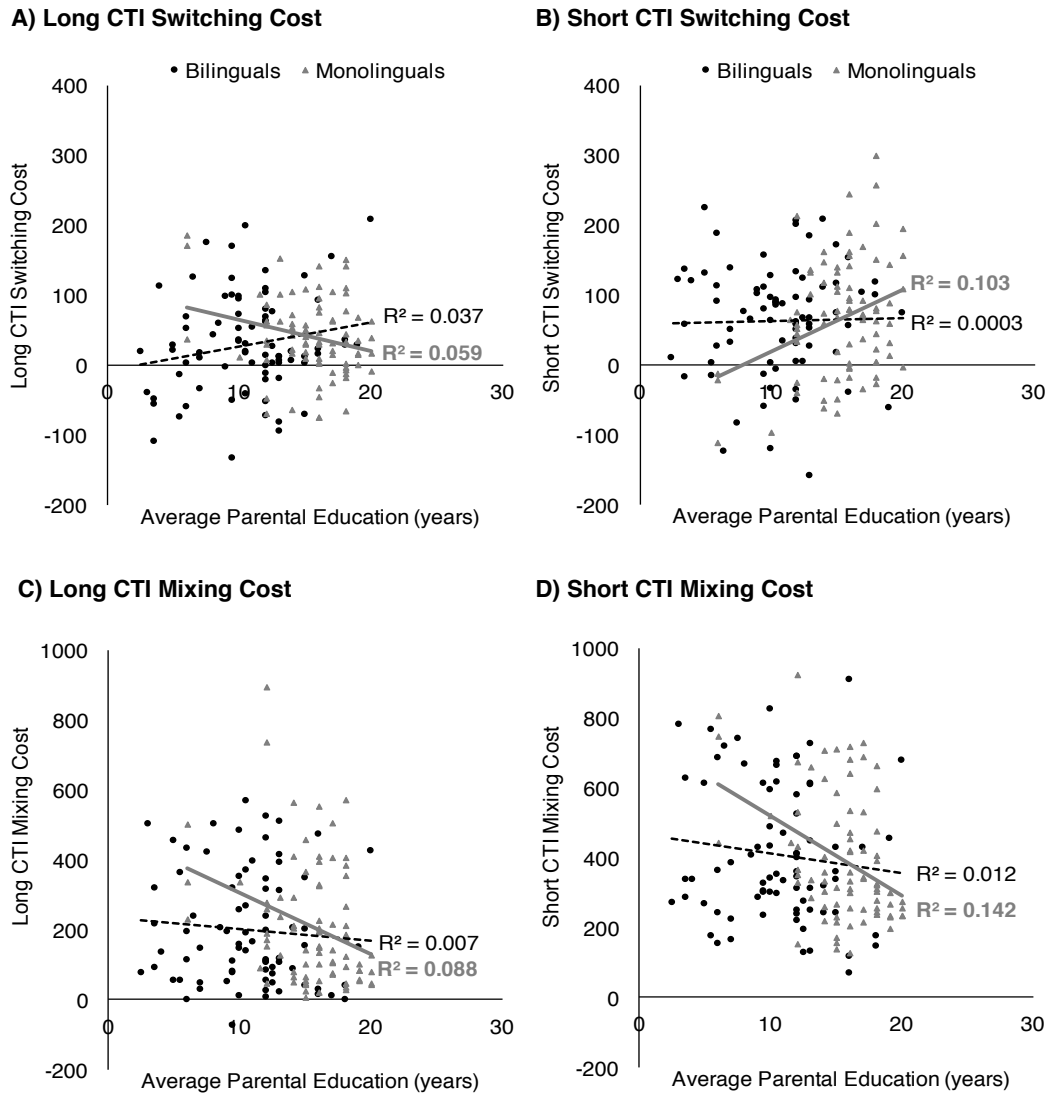 A) Long CTI Switching Cost
Bilinguals Monolinguals
400
300
200
100
0
-100
-200
0 10 20 30
Long CTI Switching Cost
Average Parental Education (years)
R² = 0.037
R² = 0.059
B) Short CTI Switching Cost
Bilinguals Monolinguals
400
300
200
100
0
-100
-200
0 10 20 30
Short CTI Switching Cost
Average Parental Education (years)
R² = 0.103
R² = 0.0003
C) Long CTI Mixing Cost
1000
800
600
400
200
0
-200
0 10 20 30
Long CTI Mixing Cost
Average Parental Education (years)
R² = 0.007
R² = 0.088
D) Short CTI Mixing Cost
1000
800
600
400
200
0
-200
0 10 20 30
Short CTI Mixing Cost
Average Parental Education (years)
R² = 0.012
R² = 0.142